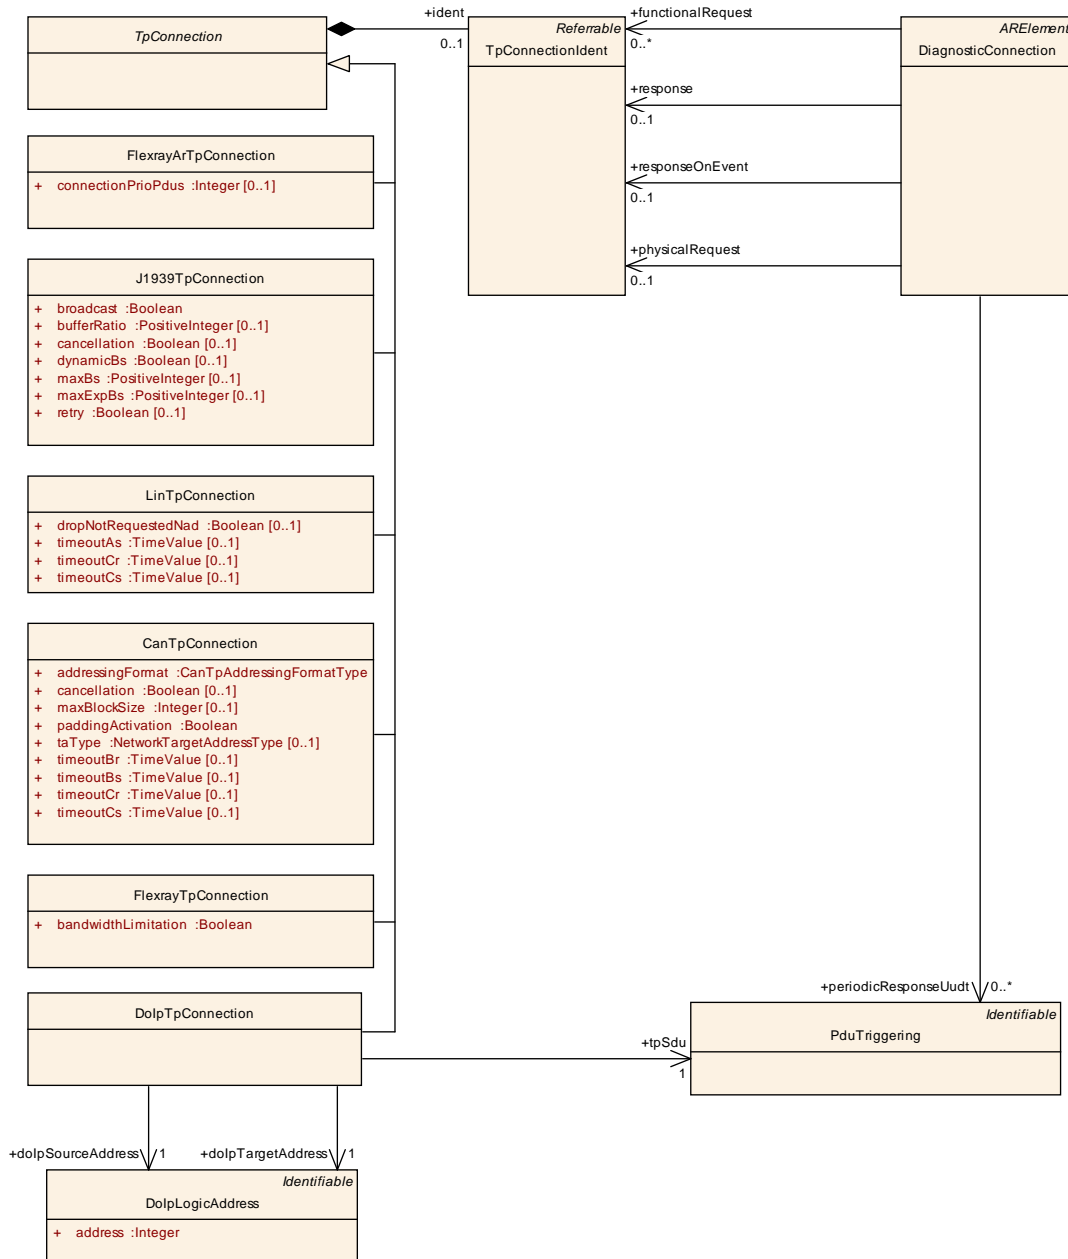 TpConnection
+ident
0..1
Referrable
TpConnectionIdent
+functionalRequest
0..*
ARElement
DiagnosticConnection
+response
0..1
+responseOnEvent
0..1
+physicalRequest
0..1
FlexrayArTpConnection
+ connectionPrioPdus :Integer [0..1]
J1939TpConnection
+ broadcast :Boolean
+ bufferRatio :PositiveInteger [0..1]
+ cancellation :Boolean [0..1]
+ dynamicBs :Boolean [0..1]
+ maxBs :PositiveInteger [0..1]
+ maxExpBs :PositiveInteger [0..1]
+ retry :Boolean [0..1]
LinTpConnection
+ dropNotRequestedNad :Boolean [0..1]
+ timeoutAs :TimeValue [0..1]
+ timeoutCr :TimeValue [0..1]
+ timeoutCs :TimeValue [0..1]
CanTpConnection
+ addressingFormat :CanTpAddressingFormatType
+ cancellation :Boolean [0..1]
+ maxBlockSize :Integer [0..1]
+ paddingActivation :Boolean
+ taType :NetworkTargetAddressType [0..1]
+ timeoutBr :TimeValue [0..1]
+ timeoutBs :TimeValue [0..1]
+ timeoutCr :TimeValue [0..1]
+ timeoutCs :TimeValue [0..1]
FlexrayTpConnection
+ bandwidthLimitation :Boolean
DoIpTpConnection
+periodicResponseUudt 0..*
Identifiable
PduTriggering
+tpSdu
1
+doIpSourceAddress 1
+doIpTargetAddress 1
Identifiable
DoIpLogicAddress
+ address :Integer